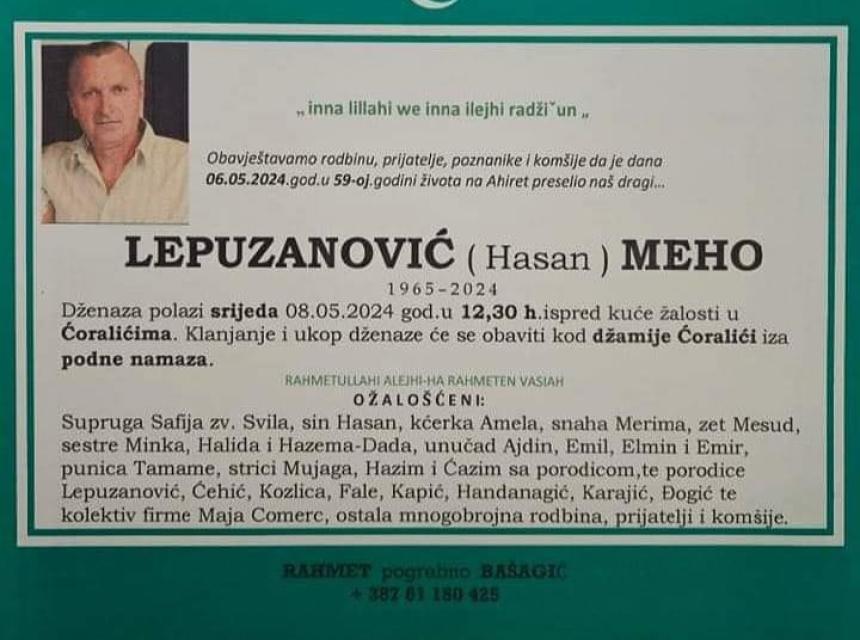 „ inna lillahi we inna ilejhi radžiˇun „
Obavještavamo rodbinu, prijatelje, poznanike i komšije da je dana
06.05.2024.god.u 59-oj.godini života na Ahiret preselio naš dragi...
LEPUZANOVIĆ ( Hasan ) MEHO
1965-2024
Dženaza polazi srijeda 08.05.2024 god.u 12,30 h.ispred kuće žalosti u
Ćoralićima. Klanjanje i ukop dženaze će se obaviti kod džamije Ćoralići iza
podne namaza.
RAHMETULLAHI ALEJHI-HA RAHMETEN VASIAH
OŽALOŠĆENI:
Supruga Safija zv. Svila, sin Hasan, kćerka Amela, snaha Merima, zet Mesud,
sestre Minka, Halida i Hazema-Dada, unučad Ajdin, Emil, Elmin i Emir,
punica Tamame, strici Mujaga, Hazim i Ćazim sa porodicom,te porodice
Lepuzanović, Ćehić, Kozlica, Fale, Kapić, Handanagić, Karajić, Đogić te
kolektiv firme Maja Comerc, ostala mnogobrojna rodbina, prijatelji i komšije.
RAHMET pogrebno BAŠAGIĆ
+ 387 61 180 425